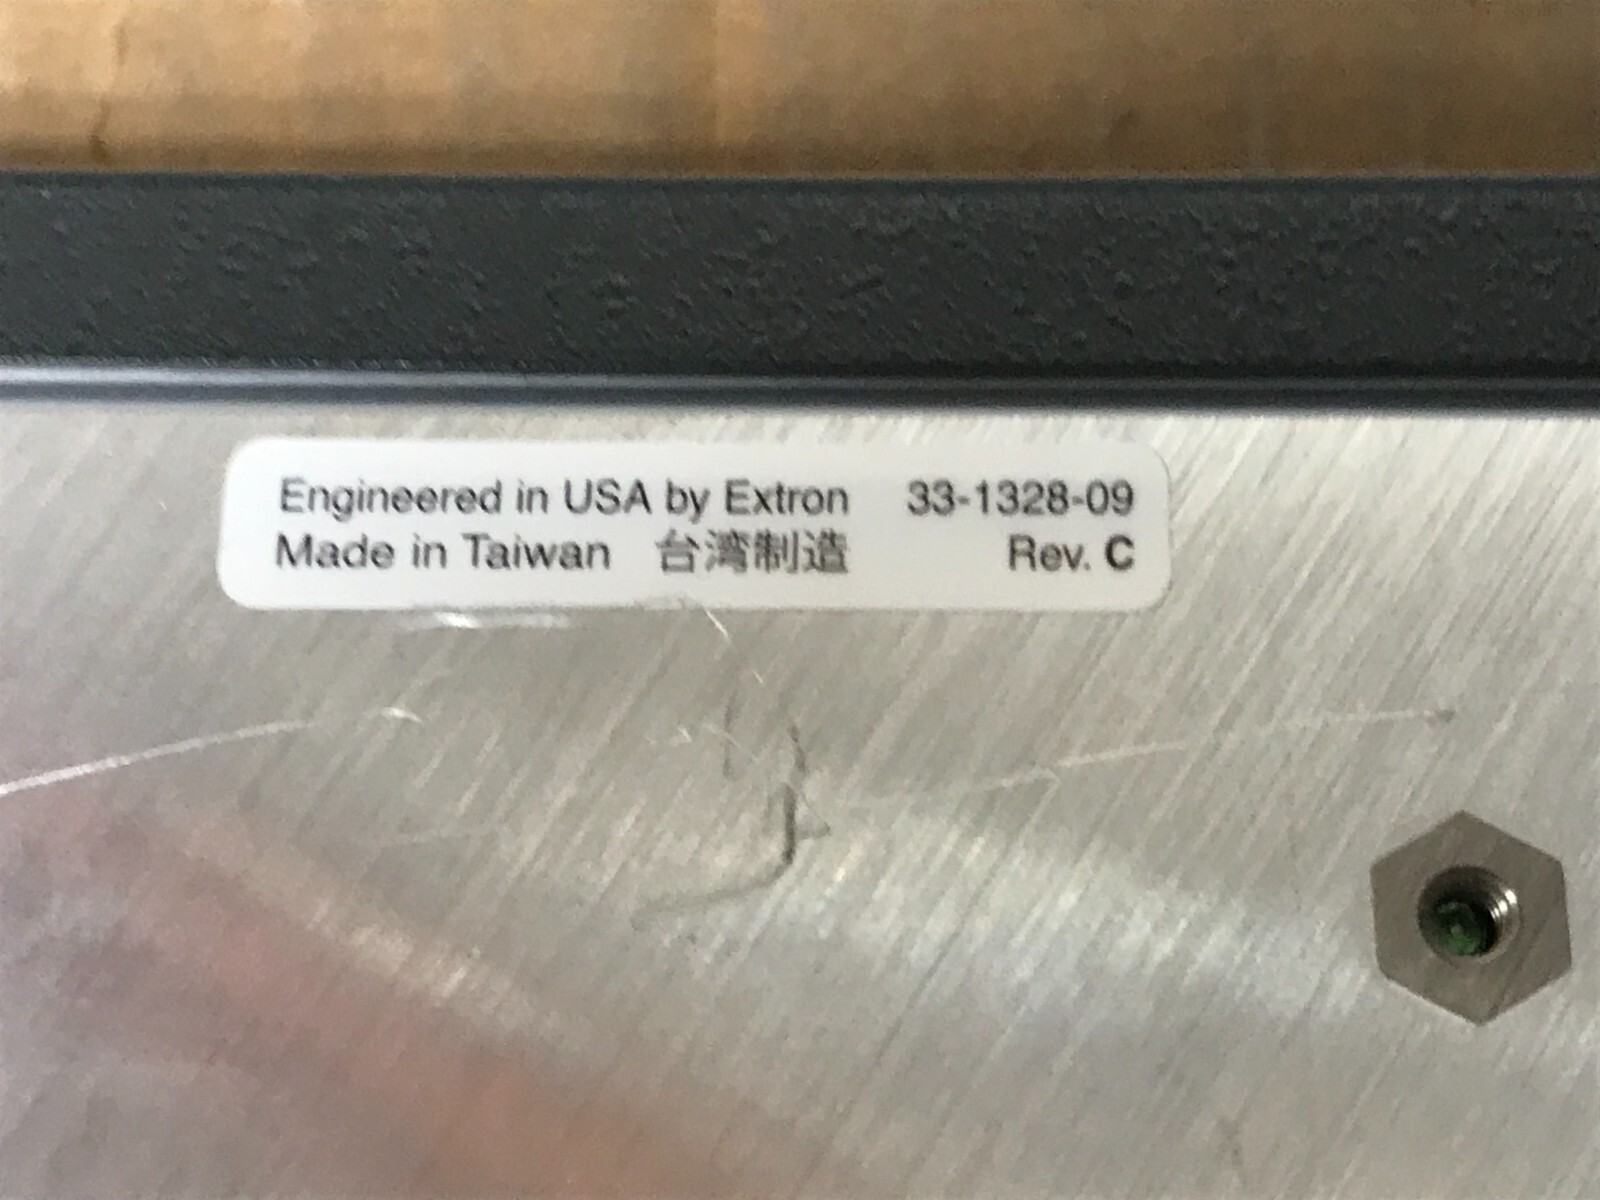 Engineered in USA by Extron 33-1328-09
Made in Taiwan 台湾制造 Rev. C